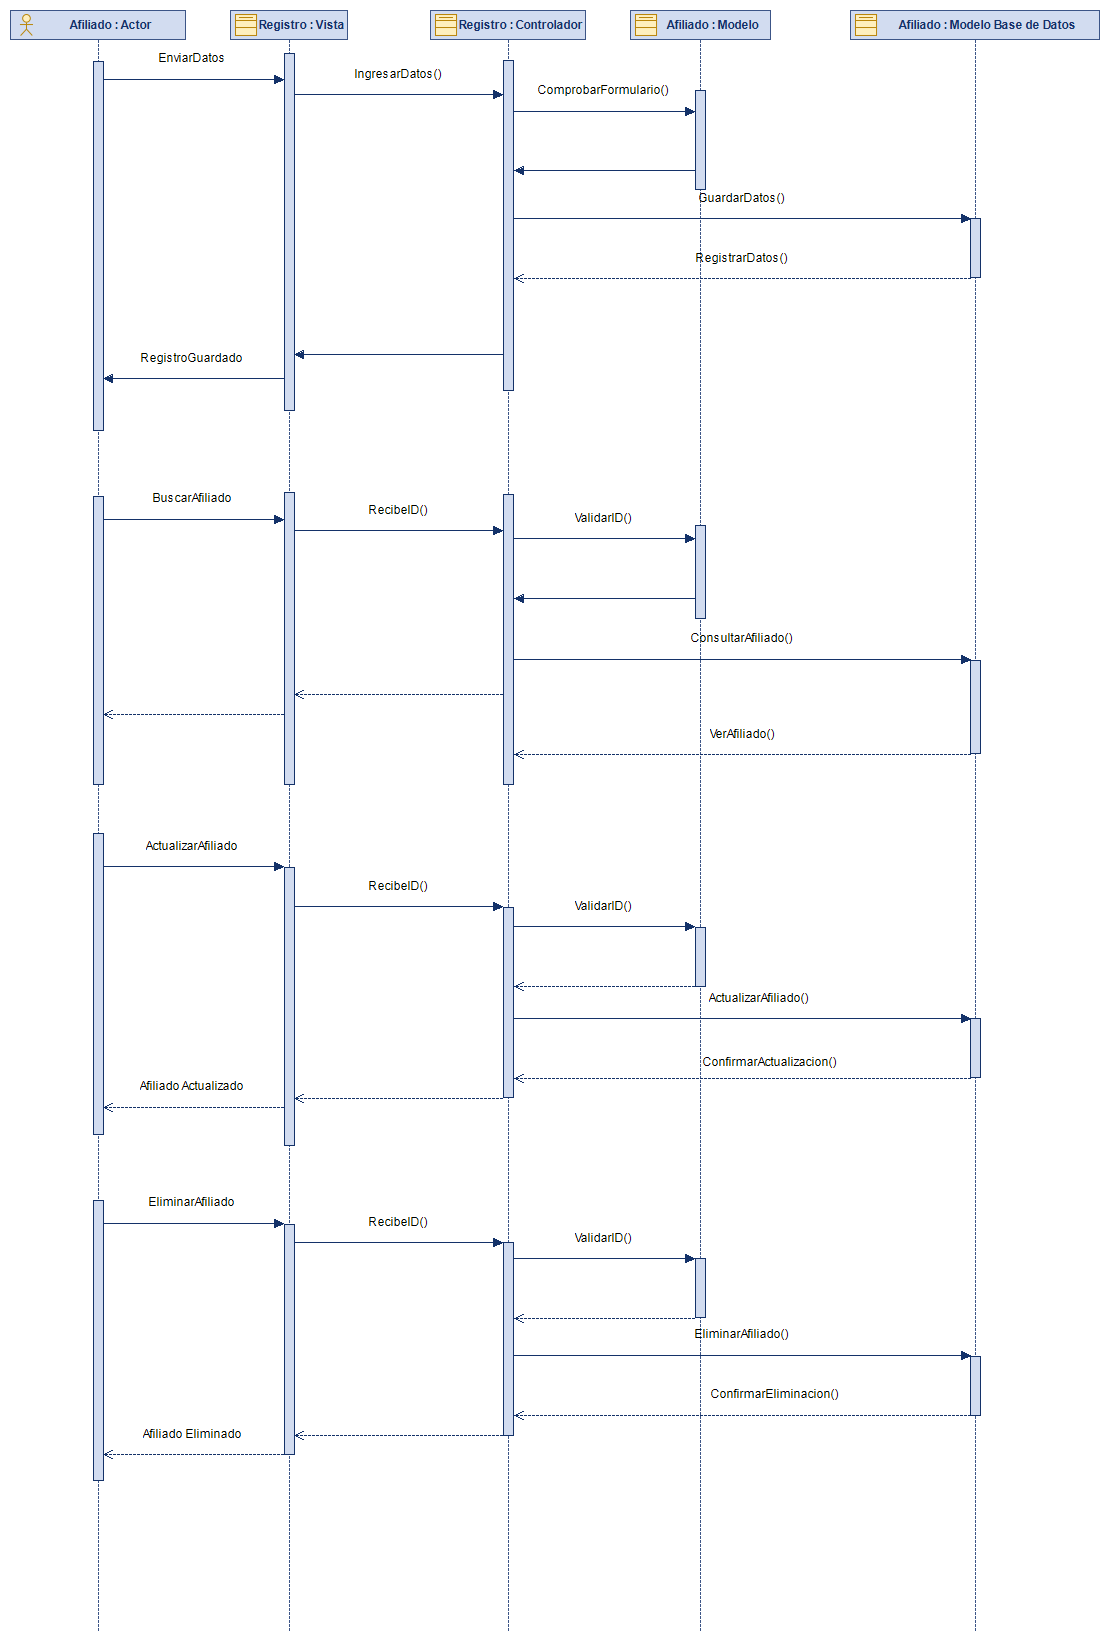 Afiliado : Actor
Registro : Vista
Registro : Controlador
Afiliado : Modelo
Afiliado : Modelo Base de Datos
EnviarDatos
IngresarDatos()
ComprobarFormulario()
GuardarDatos()
RegistrarDatos()
RegistroGuardado
BuscarAfiliado
RecibeID()
ValidarID()
ConsultarAfiliado()
VerAfiliado()
ActualizarAfiliado
RecibeID()
ValidarID()
ActualizarAfiliado()
ConfirmarActualizacion()
Afiliado Actualizado
EliminarAfiliado
RecibeID()
ValidarID()
EliminarAfiliado()
ConfirmarEliminacion()
Afiliado Eliminado